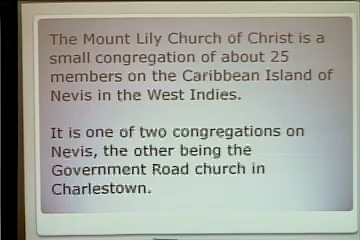 The Mount Lily Church of Christ is a
small congregation of about 25
members on the Caribbean Island of
Nevis in the West Indies.
It is one of two congregations on
Nevis, the other being the
Government Road church in
Charlestown.